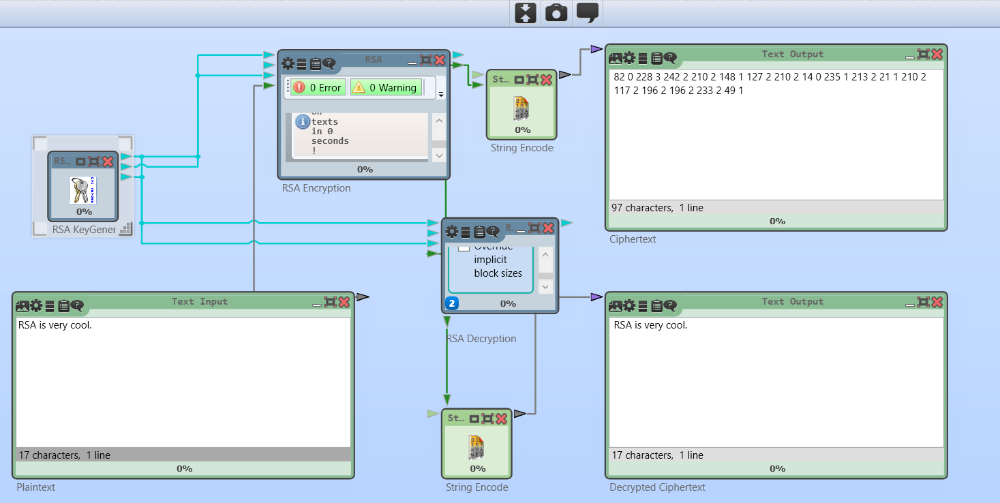 RSA
0 Error
0 Warning
texts
in 0
seconds
!
0%
RSA Encryption
St...
0%
String Encode
Text Output
82 0 228 3 242 2 210 2 148 1 127 2 210 2 14 0 235 1 213 2 21 1 210 2
117 2 196 2 196 2 233 2 49 1
97 characters, 1 line
0%
Ciphertext
RS...
0%
RSA KeyGener
R...
Override
implicit
block sizes
2
0%
RSA Decryption
Text Input
RSA is very cool.
17 characters, 1 line
0%
Plaintext
St...
0%
String Encode
Text Output
RSA is very cool.
17 characters, 1 line
0%
Decrypted Ciphertext